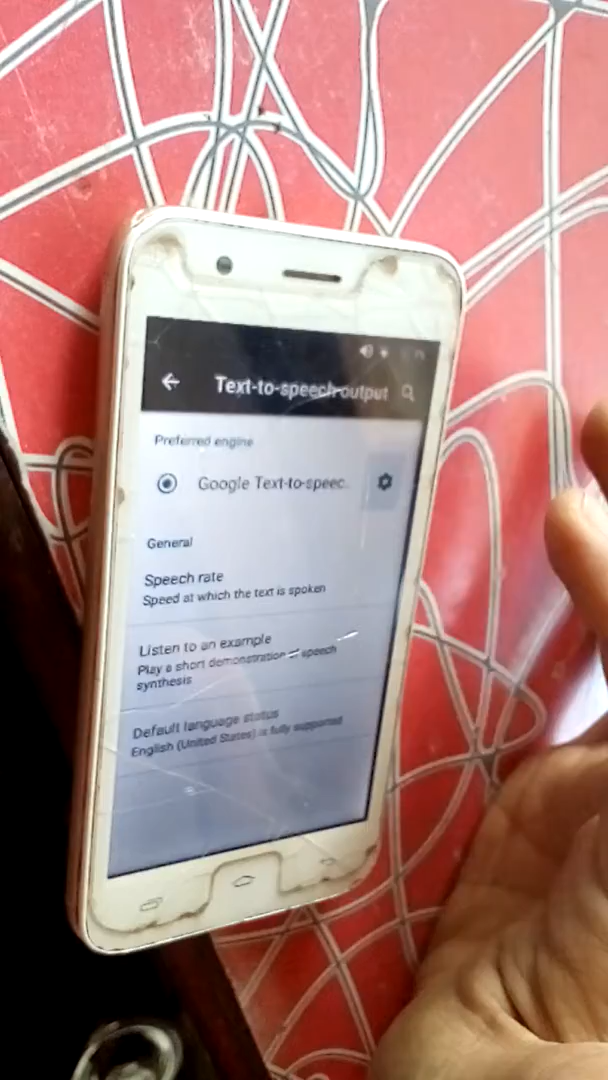 Text-to-speech output
Preferred engine
Google Text-to-speec..
General
Speech rate
Speed at which the text is spoken
Listen to an example
Play a short demonstration of speech
synthesis
Default language status
English (United States) is fully supported